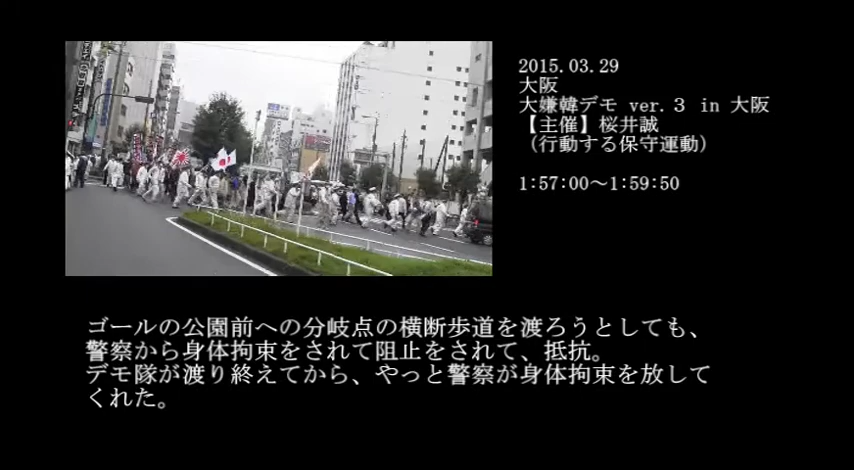 2015.03.29
大阪
大嫌韓デモ ver.３ in 大阪
【主催】桜井誠
（行動する保守運動）
1:57:00～1:59:50
ゴールの公園前への分岐点の横断歩道を渡ろうとしても、
警察から身体拘束をされて阻止をされて、抵抗。
デモ隊が渡り終えてから、やっと警察が身体拘束を放して
くれた。